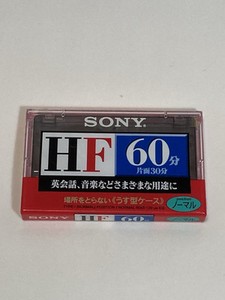 SONY
HF 60分
片面30分
英会話、音楽などさまざまな用途に
場所をとらない《うす型ケース》
ノーマル
SONY HF 60